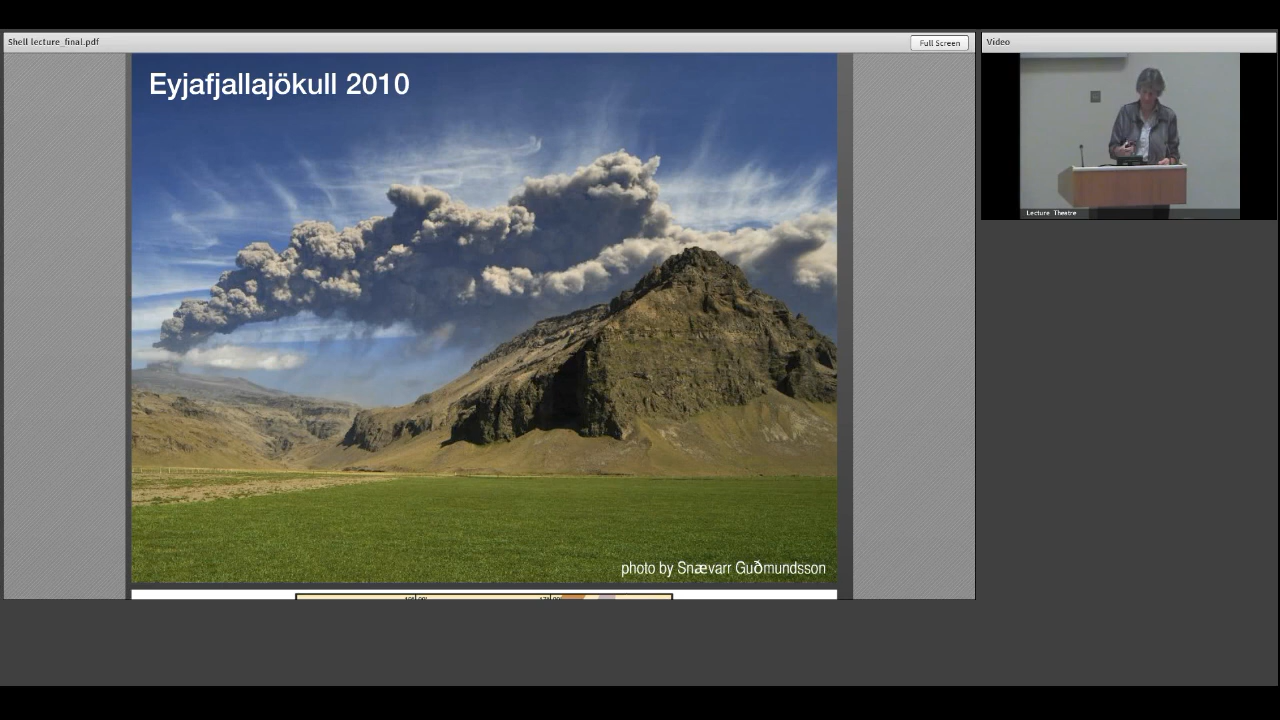 Shell lecture_final.pdf
Full Screen
Video
Eyjafjallajökull 2010
Lecture Theatre
photo by Snævarr Guðmundsson